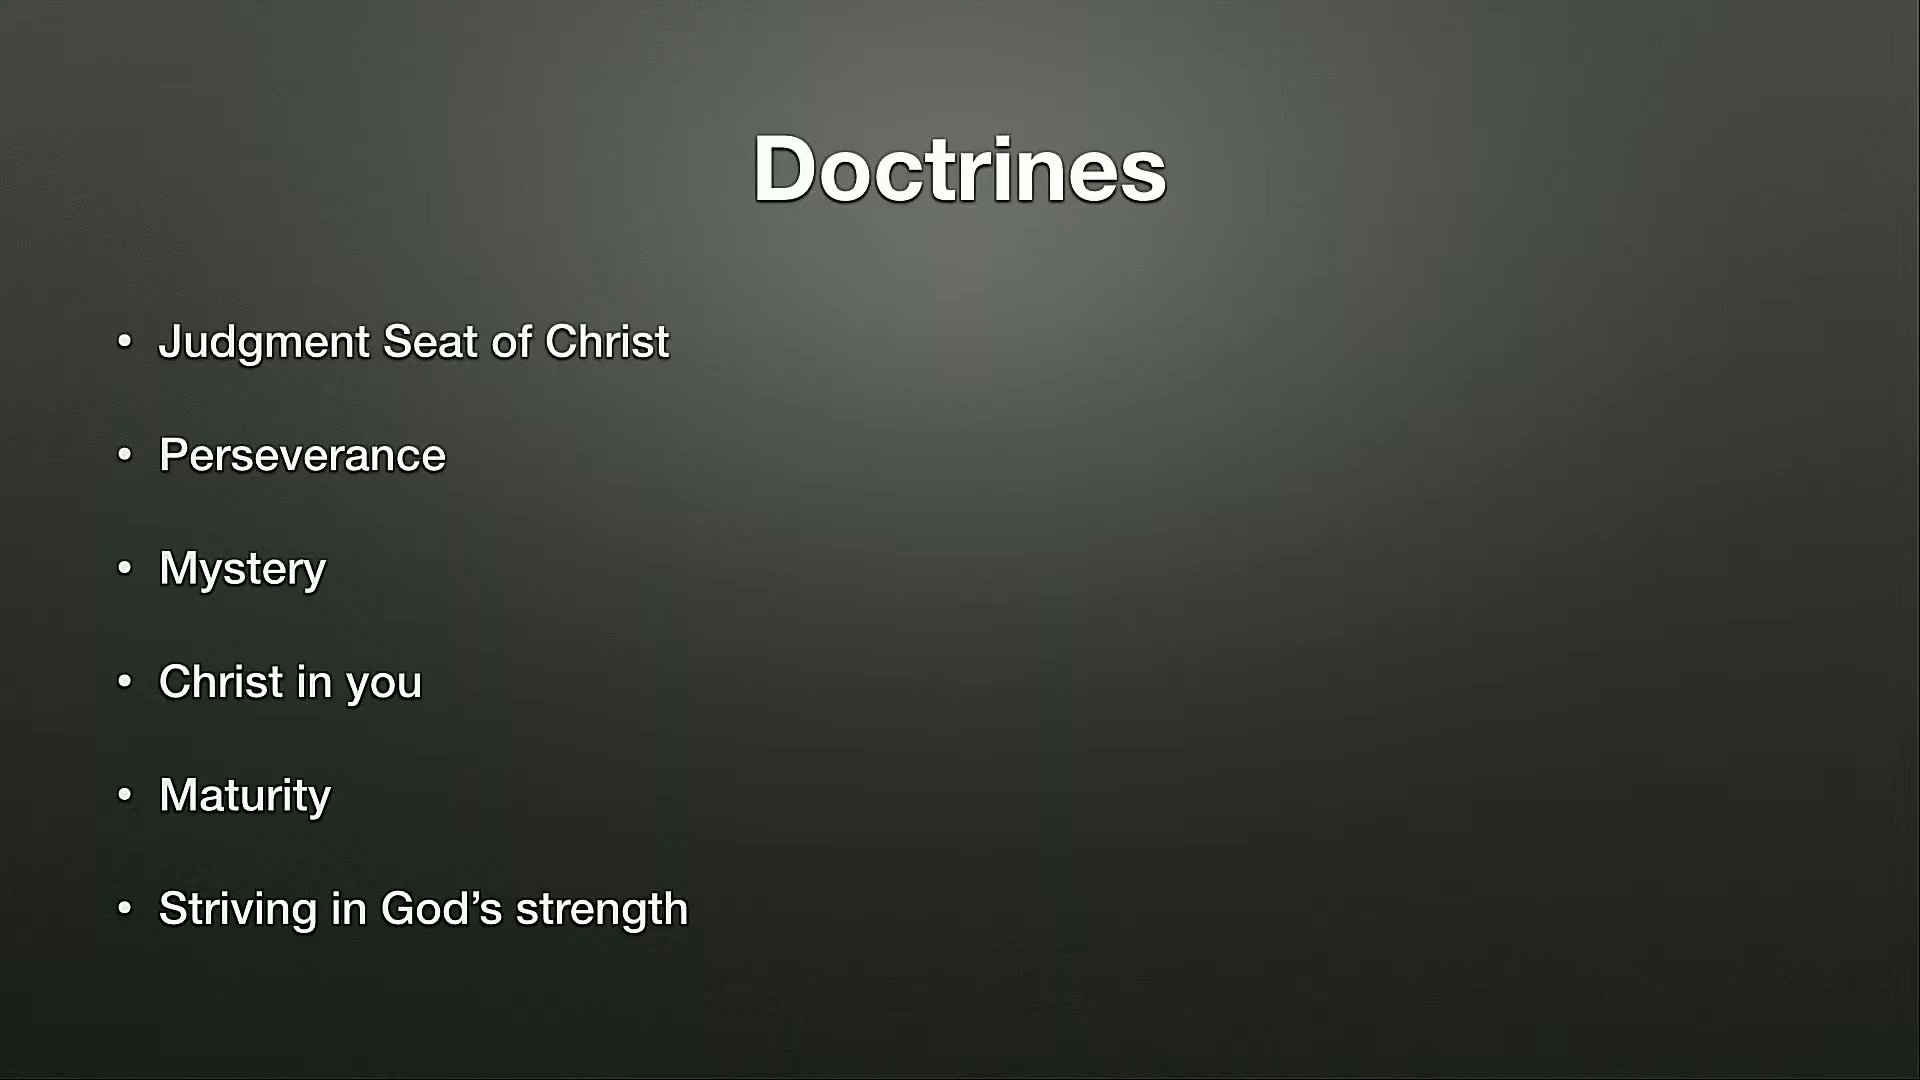 Doctrines
• Judgment Seat of Christ
• Perseverance
• Mystery
• Christ in you
• Maturity
• Striving in God’s strength